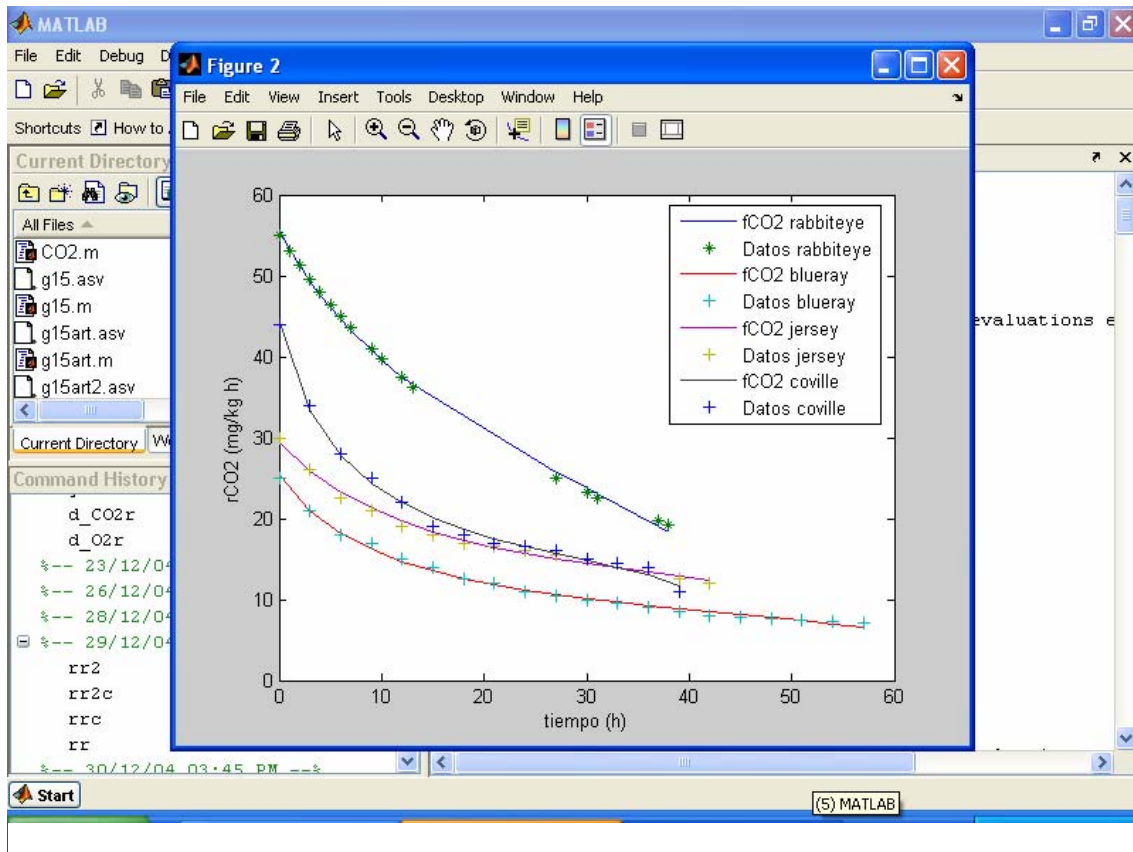 MATLAB
File Edit Debug D
Shortcuts How to
Current Directory
All Files
CO2.m
g15.asv
g15.m
g15art.asv
g15art.m
g15art2.asv
Current Directory
Command History
d_CO2r
d_O2r
%-- 23/12/04
%-- 26/12/04
%-- 28/12/04
%-- 29/12/04
rr2
rr2c
rrc
rr
%-- 30/12/04 03:45 PM --%
Start
Figure 2
File Edit View Insert Tools Desktop Window Help
60
50
40
30
20
10
0
rCO2 (mg/kg h)
0 10 20 30 40 50 60
tiempo (h)
fCO2 rabbiteye
Datos rabbiteye
fCO2 blueray
Datos blueray
fCO2 jersey
Datos jersey
fCO2 coville
Datos coville
evaluations e
(5) MATLAB